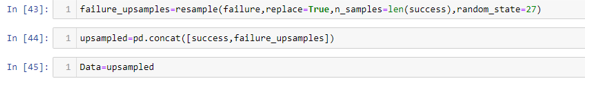 In [43]: 1 failure_upsamples=resample(failure,replace=True,n_samples=len(success),random_state=27)
In [44]: 1 upsampled=pd.concat([success,failure_upsamples])
In [45]: 1 Data=upsampled